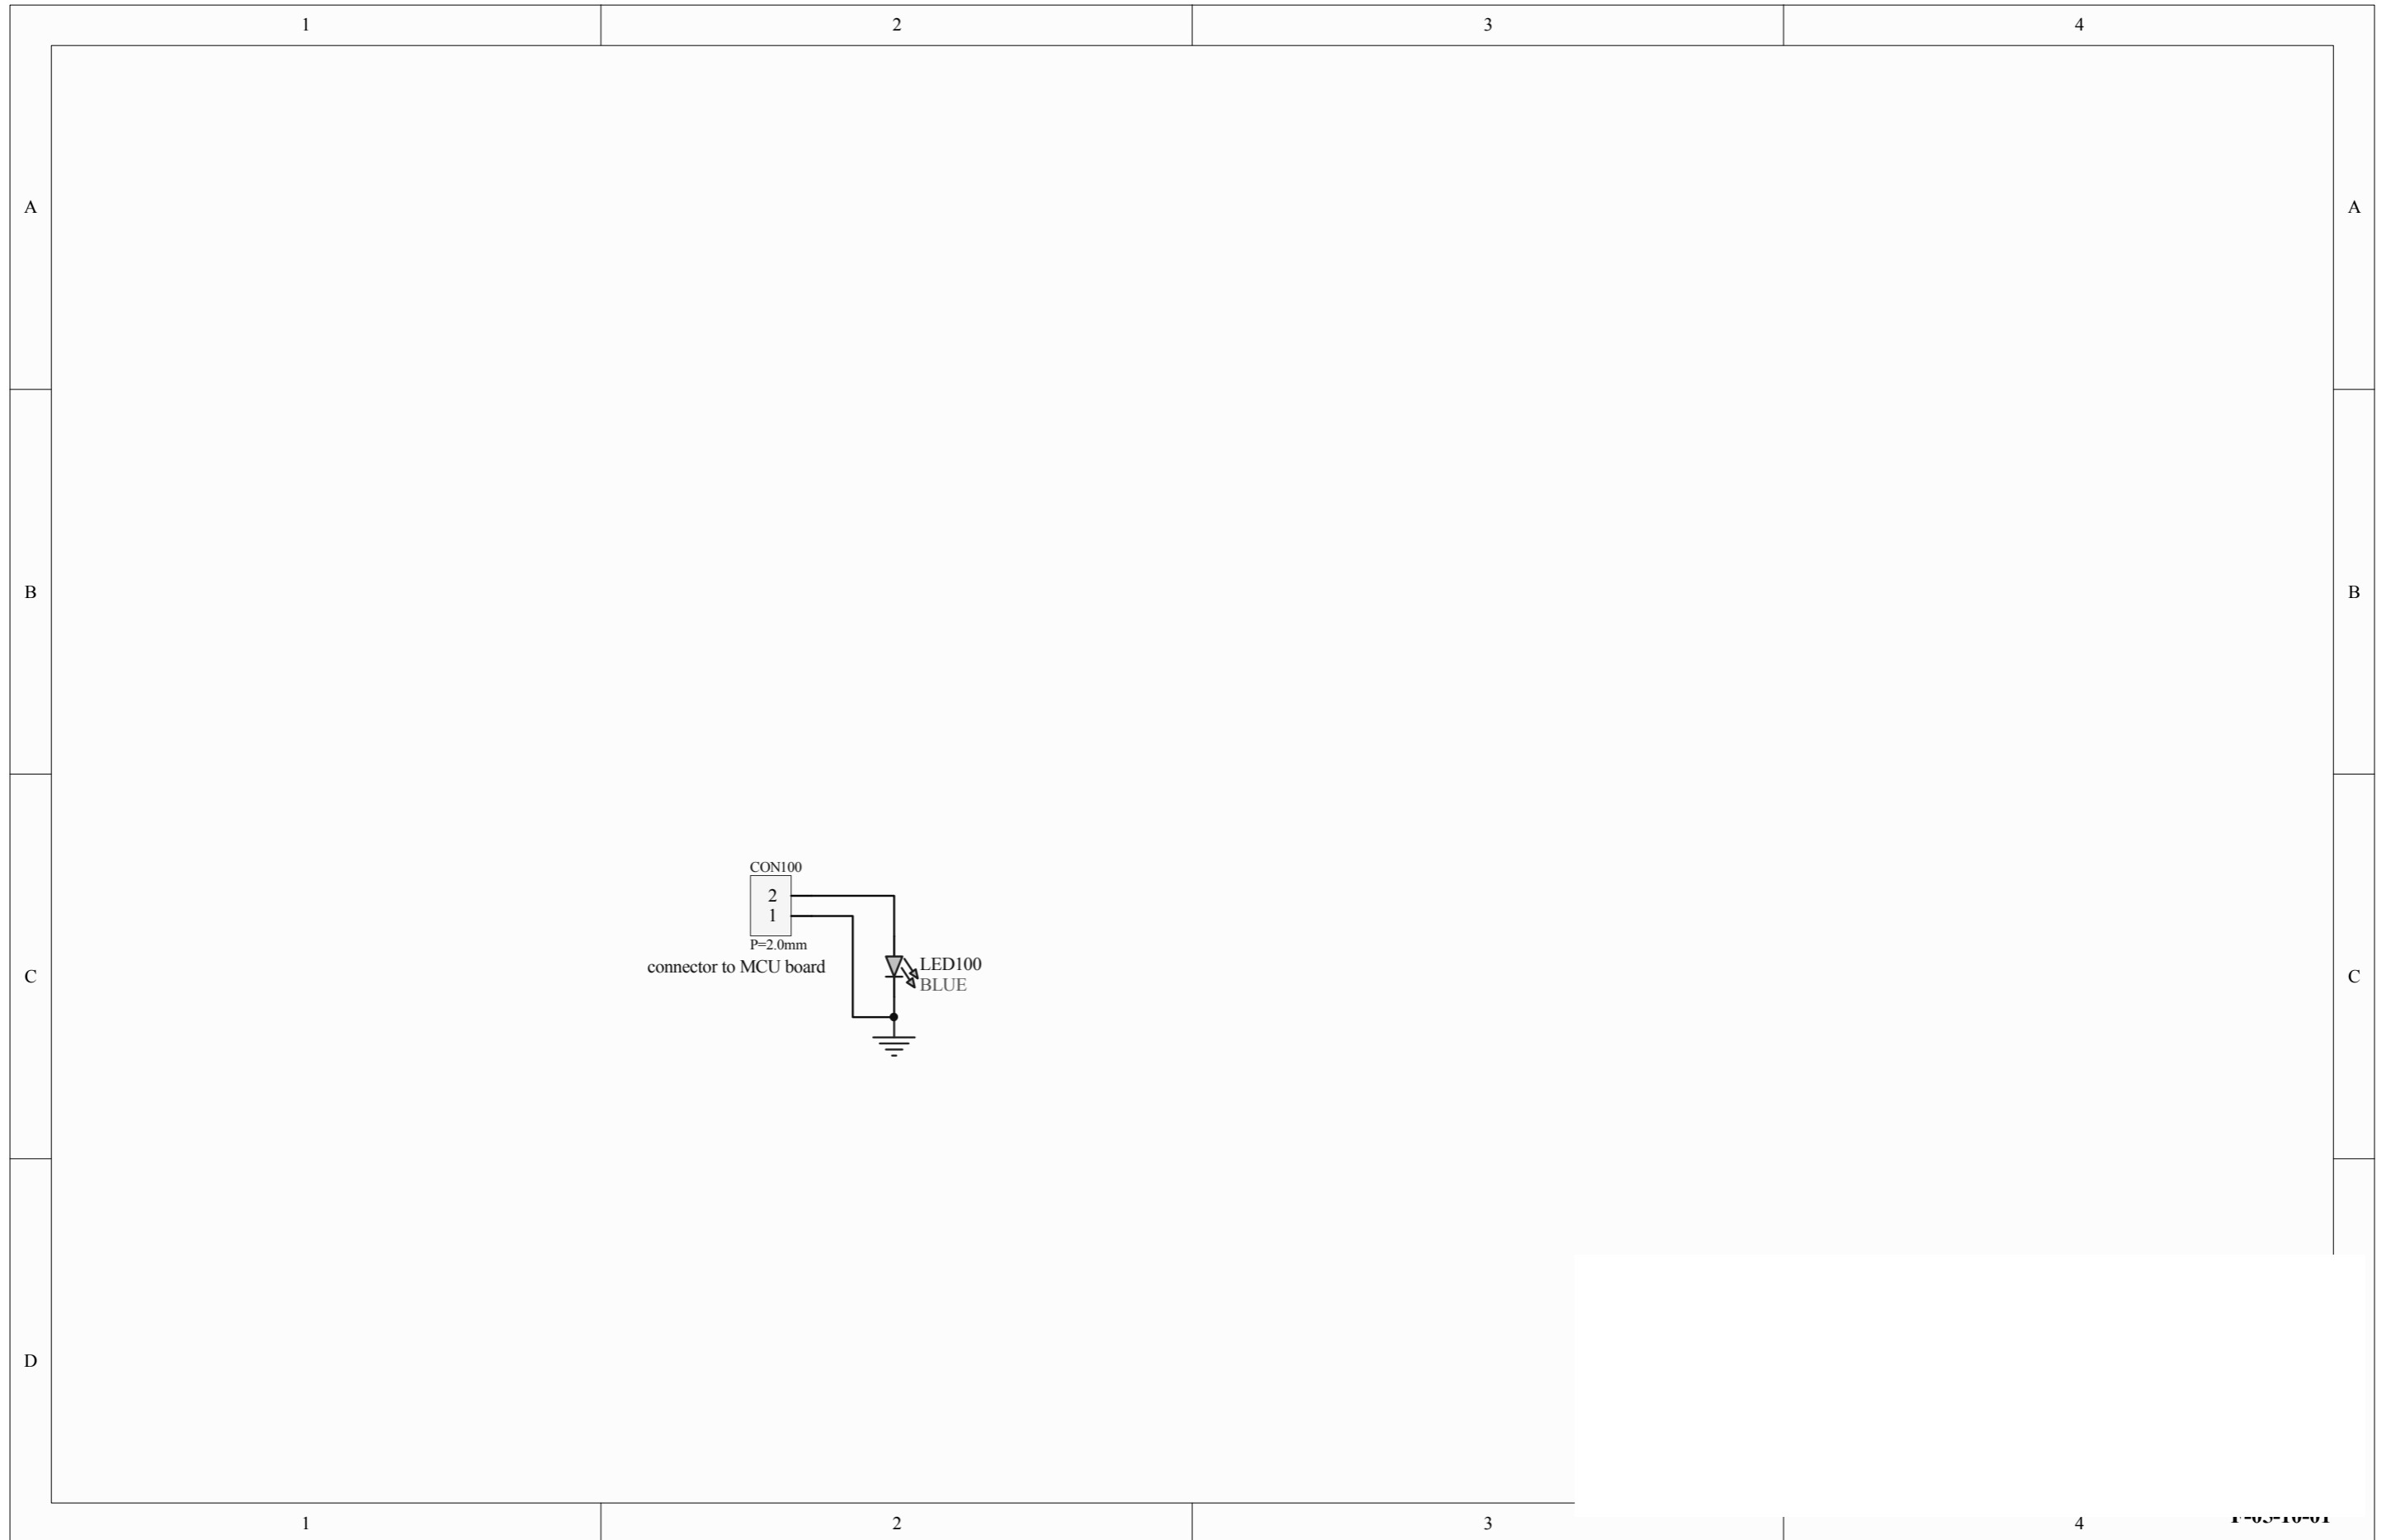 1 2 3 4
A A
B B
CON100
2
1
P=2.0mm
connector to MCU board
LED100
BLUE
C C
D
1 2 3 4